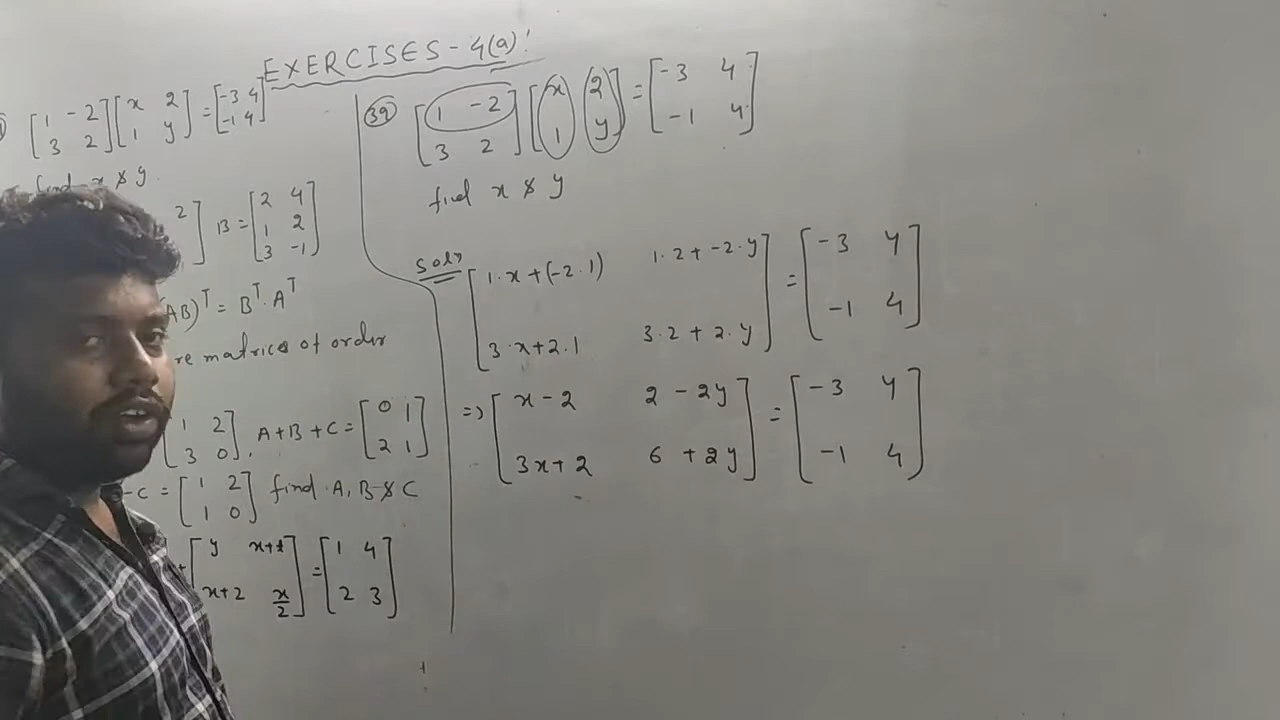 EXERCISES - 4(a)!
[1 -2] [x 2] = [-3 4]
[3 2] [1 y] [-1 4]
find x & y
2] B = [2 4]
[1 2]
[3 -1]
(AB)ᵀ = Bᵀ. Aᵀ
re matrices of order
[1 2], A+B+C = [0 1]
[3 0] [2 1]
-C = [1 2] find A, B & C
[1 0]
+ [y x+1] = [1 4]
[x+2 x/2] [2 3]
39 [1 -2] [x 2] = [-3 4]
[3 2] [1 y] [-1 4]
find x & y
Soln [1·x+(-2·1) 1·2+-2·y] = [-3 4]
[3·x+2·1 3·2+2·y] [-1 4]
=> [x-2 2-2y] = [-3 4]
[3x+2 6+2y] [-1 4]